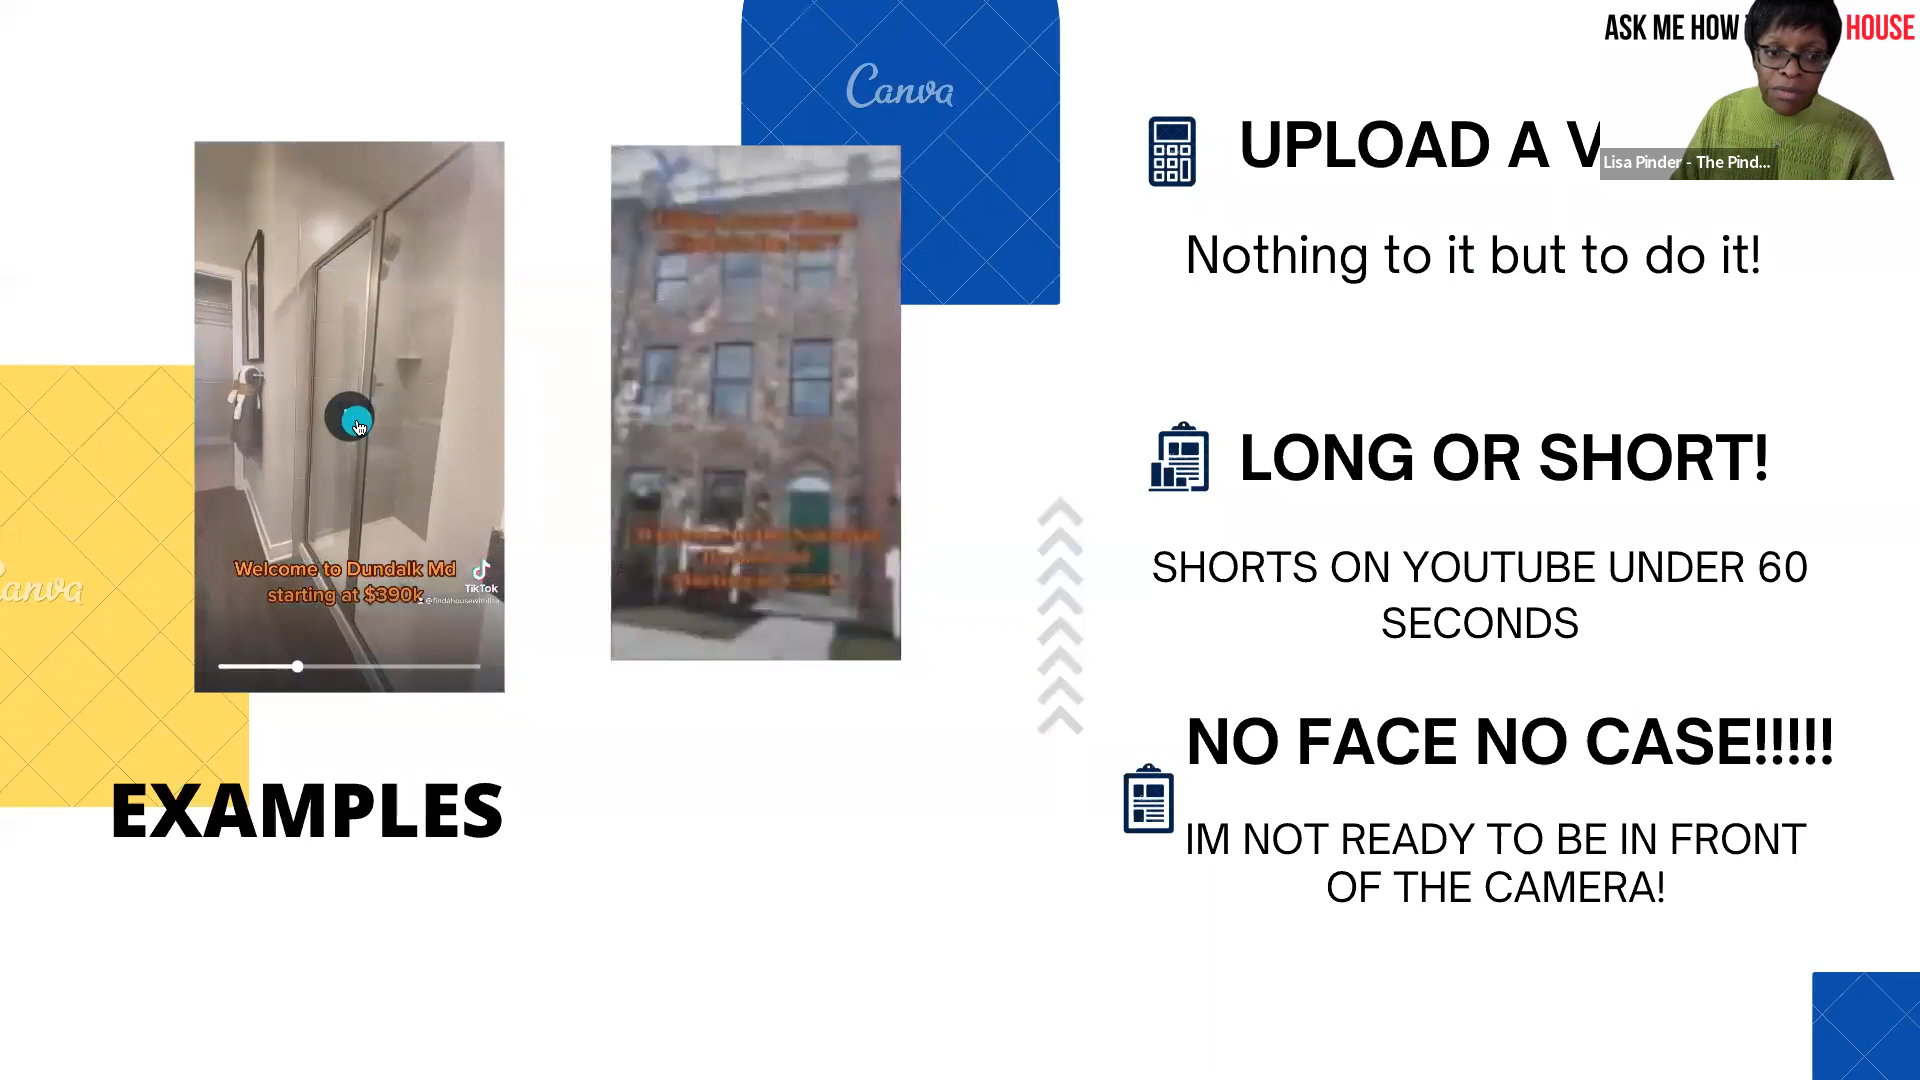 Canva
ASK ME HOW
HOUSE
UPLOAD A V
Lisa Pinder - The Pind...
Nothing to it but to do it!
LONG OR SHORT!
SHORTS ON YOUTUBE UNDER 60
SECONDS
Welcome to Dundalk Md
starting at $390k
TikTok
@findahousewithlisa
anva
NO FACE NO CASE!!!!!
EXAMPLES
IM NOT READY TO BE IN FRONT
OF THE CAMERA!